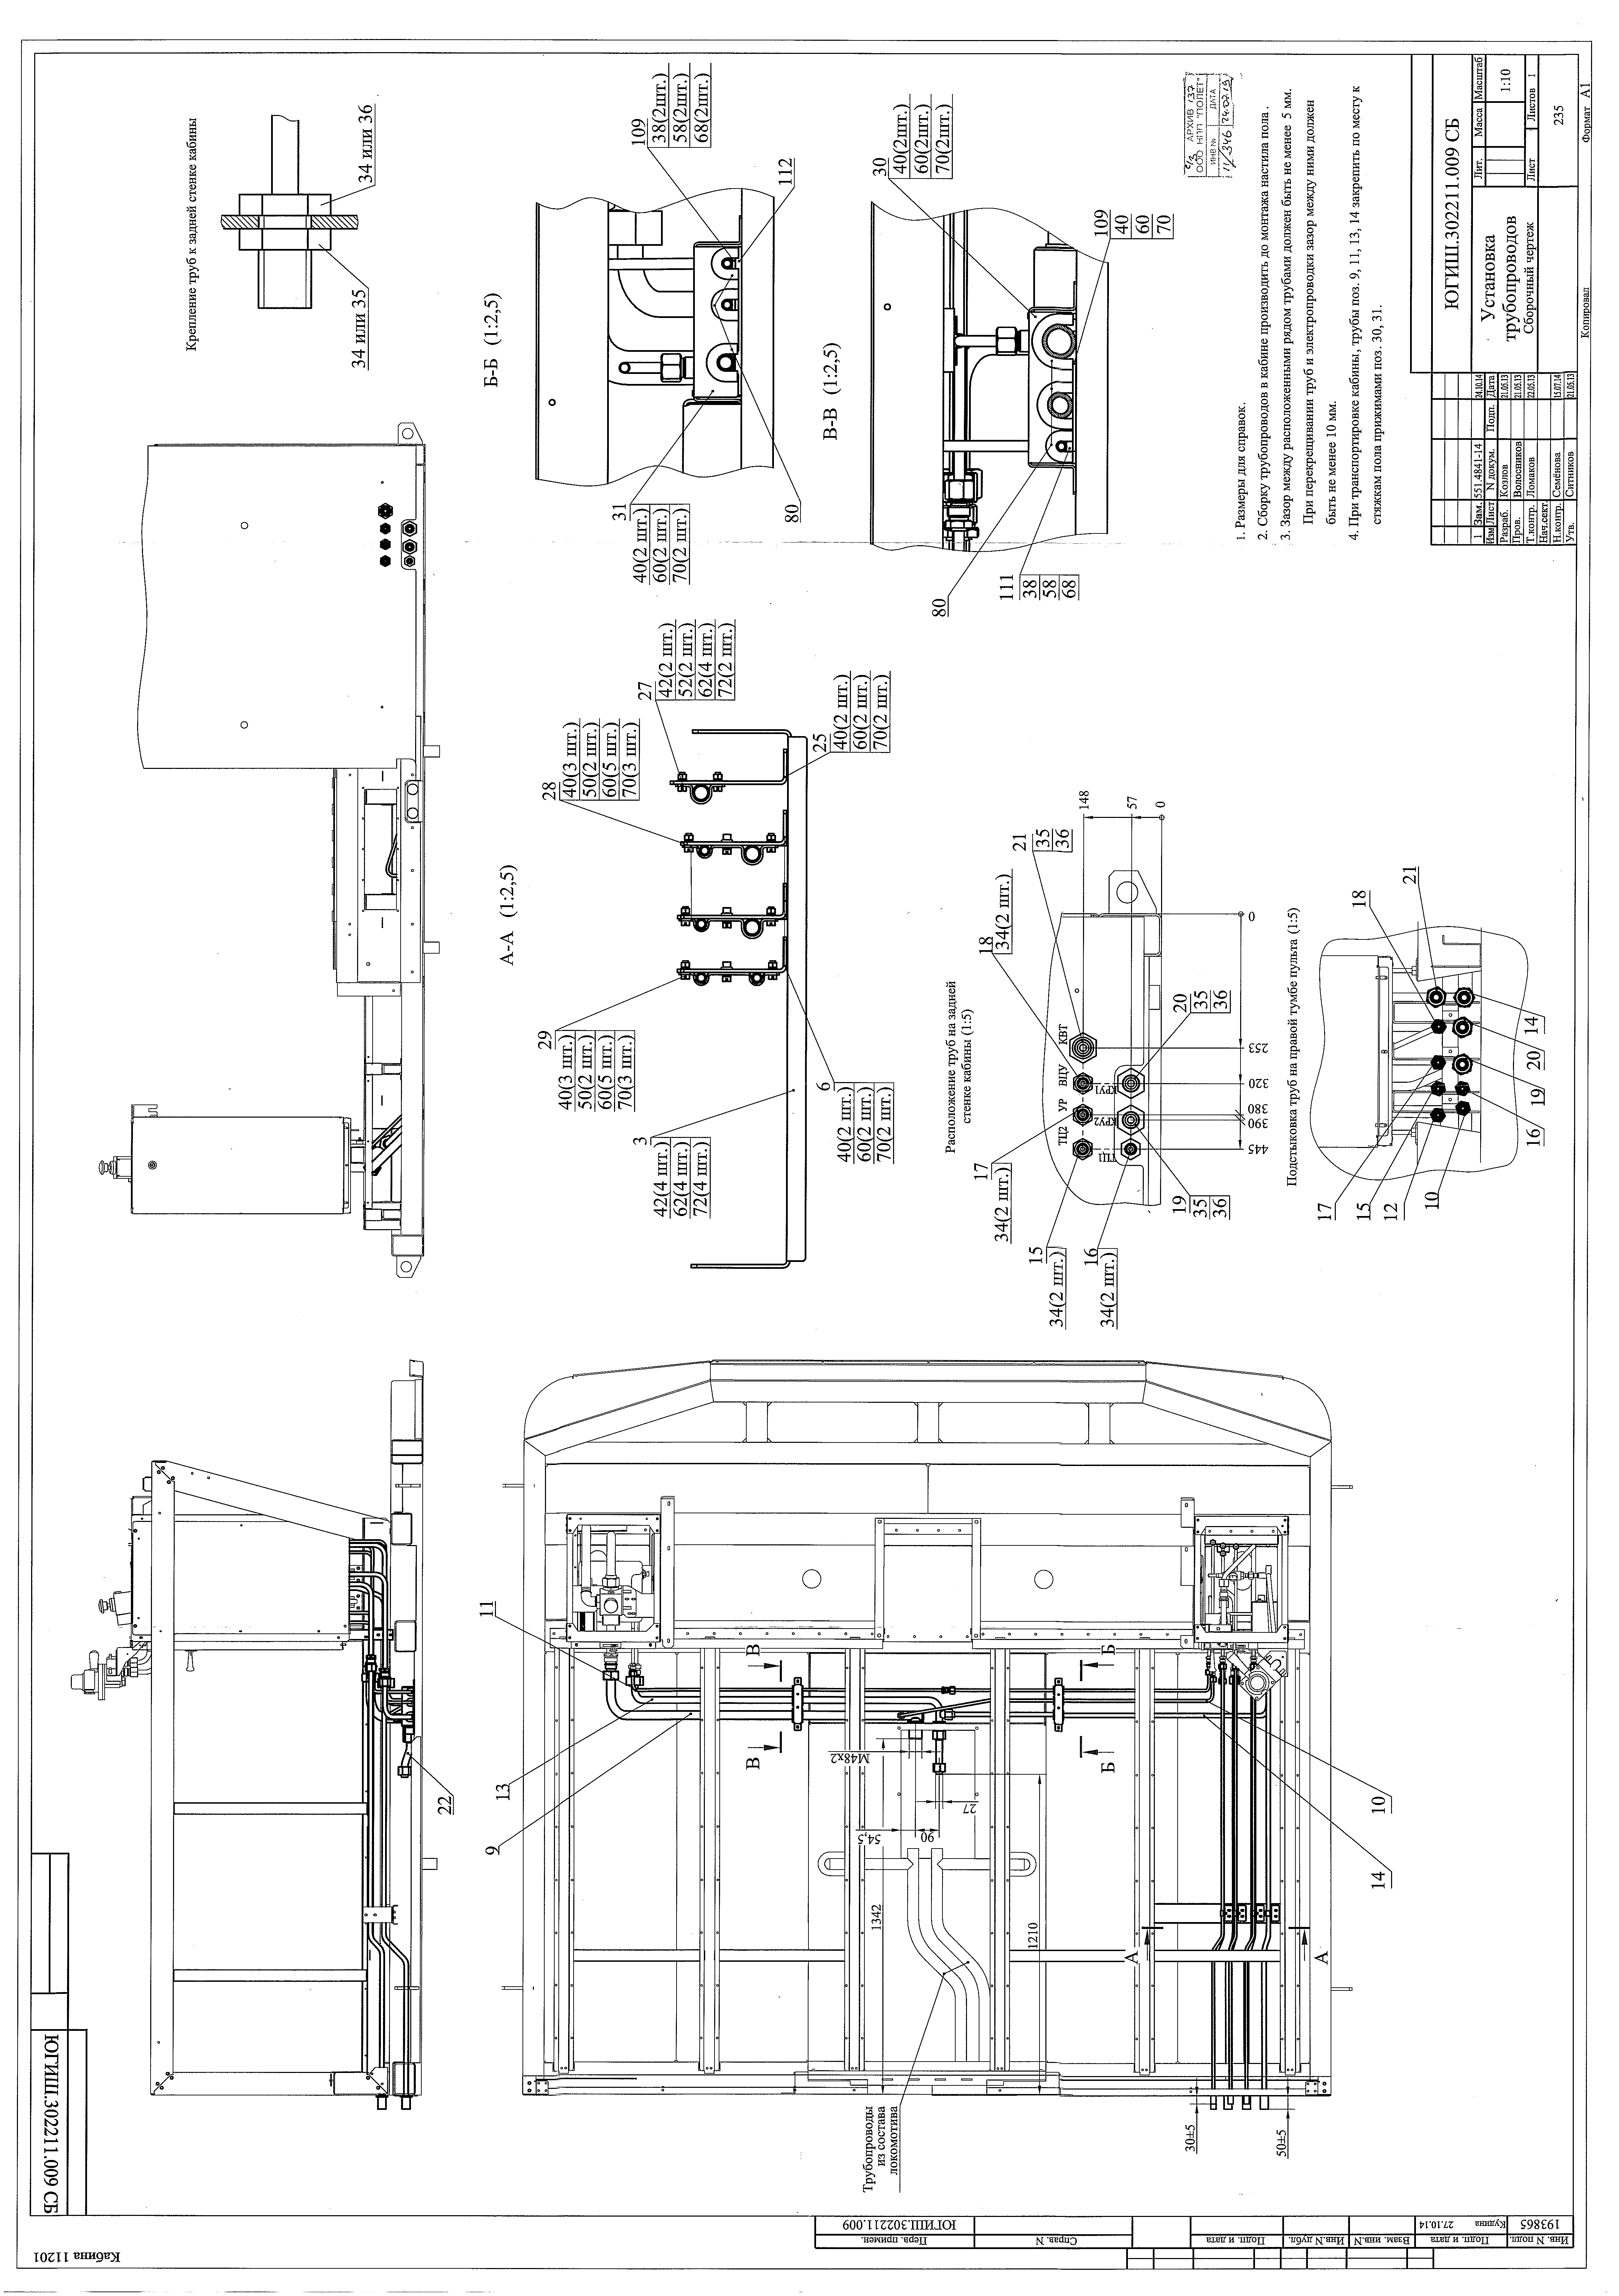 Кабина 11201
ЮГИШ.302211.009 СБ
22
Крепление труб к задней стенке кабины
34 или 35
34 или 36
11
13
9
В
В
Б
Б
А
А
10
14
М48х2
27
54,5
90
1342
1210
30±5
50±5
Трубопроводы
из состава
локомотива
А-А (1:2,5)
28
40(3 шт.)
50(2 шт.)
60(5 шт.)
70(3 шт.)
27
42(2 шт.)
52(2 шт.)
62(4 шт.)
72(2 шт.)
29
40(3 шт.)
50(2 шт.)
60(5 шт.)
70(3 шт.)
25
40(2 шт.)
60(2 шт.)
70(2 шт.)
3
42(4 шт.)
62(4 шт.)
72(4 шт.)
6
40(2 шт.)
60(2 шт.)
70(2 шт.)
Б-Б (1:2,5)
109
38(2шт.)
58(2шт.)
68(2шт.)
112
31
40(2 шт.)
60(2 шт.)
70(2 шт.)
80
В-В (1:2,5)
30
40(2шт.)
60(2шт.)
70(2шт.)
109
40
60
70
80
111
38
58
68
Расположение труб на задней
стенке кабины (1:5)
18
34(2 шт.)
21
35
36
17
34(2 шт.)
15
34(2 шт.)
16
34(2 шт.)
19
35
36
20
35
36
ТЦ2
УР
ВЦУ
КВТ
ТЦ1
КРУ2
КРУ1
148
57
0
445
390
380
320
253
0
Подстыковка труб на правой тумбе пульта (1:5)
17
15
12
10
16
19
20
14
18
21
1. Размеры для справок.
2. Сборку трубопроводов в кабине производить до монтажа настила пола .
3. Зазор между расположенными рядом трубами должен быть не менее 5 мм.
При перекрещивании труб и электропроводки зазор между ними должен
быть не менее 10 мм.
4. При транспортировке кабины, трубы поз. 9, 11, 13, 14 закрепить по месту к
стяжкам пола прижимами поз. 30, 31.
АРХИВ 137
ООО НПП "ПОЛЕТ"
ИНВ.№ ДАТА
11/346 24.02.15
ЮГИШ.302211.009 СБ
1 Зам. 551.4841-14 24.10.14
Изм Лист N докум. Подп. Дата
Разраб. Козлов 21.05.13
Пров. Волосников 21.05.13
Т.контр. Ломаков 22.05.13
Нач.сект.
Н.контр. Семёнова 15.07.14
Утв. Ситников 21.05.13
Установка
трубопроводов
Сборочный чертеж
Лит. Масса Масштаб
1:10
Лист Листов 1
235
Копировал Формат А1
Перв. примен. ЮГИШ.302211.009
Справ. N
Подп. и дата
Инв.N дубл.
Взам. инв.N
Подп. и дата Кудина 27.10.14
Инв. N подл. 193865